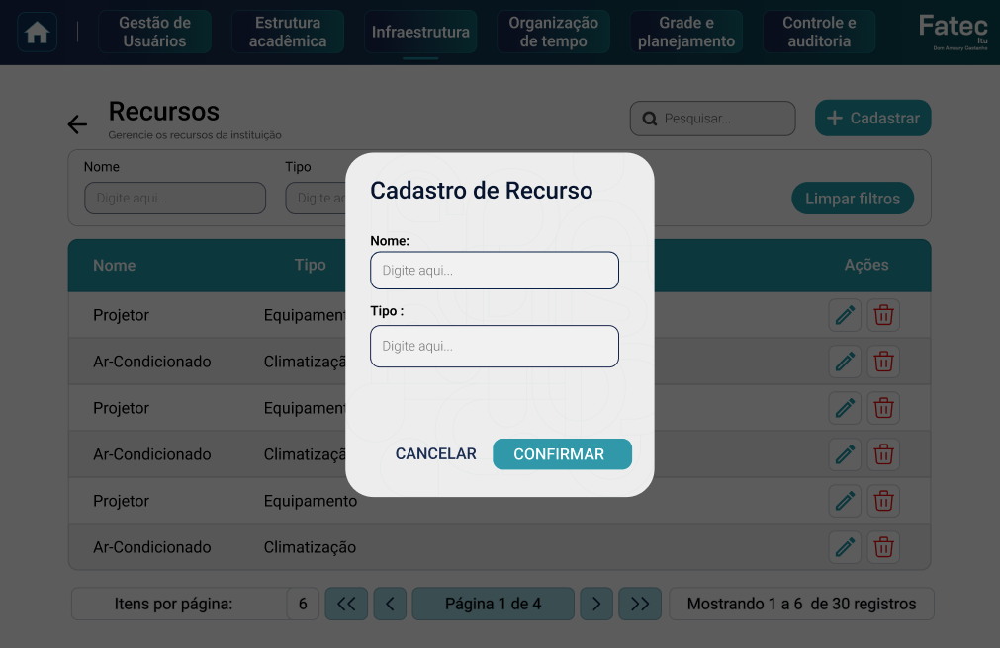 Gestão de
Usuários
Estrutura
acadêmica
Infraestrutura
Organização
de tempo
Grade e
planejamento
Controle e
auditoria
Fatec
Itu
Dom Amaury Castanho
Recursos
Gerencie os recursos da instituição
Pesquisar...
+ Cadastrar
Nome
Tipo
Digite aqui...
Digite aq
Limpar filtros
Cadastro de Recurso
Nome:
Digite aqui...
Tipo :
Digite aqui...
CANCELAR
CONFIRMAR
Nome Tipo Ações
Projetor Equipament
Ar-Condicionado Climatizaçã
Projetor Equipament
Ar-Condicionado Climatizaçã
Projetor Equipamento
Ar-Condicionado Climatização
Itens por página: 6 << < Página 1 de 4 > >> Mostrando 1 a 6 de 30 registros